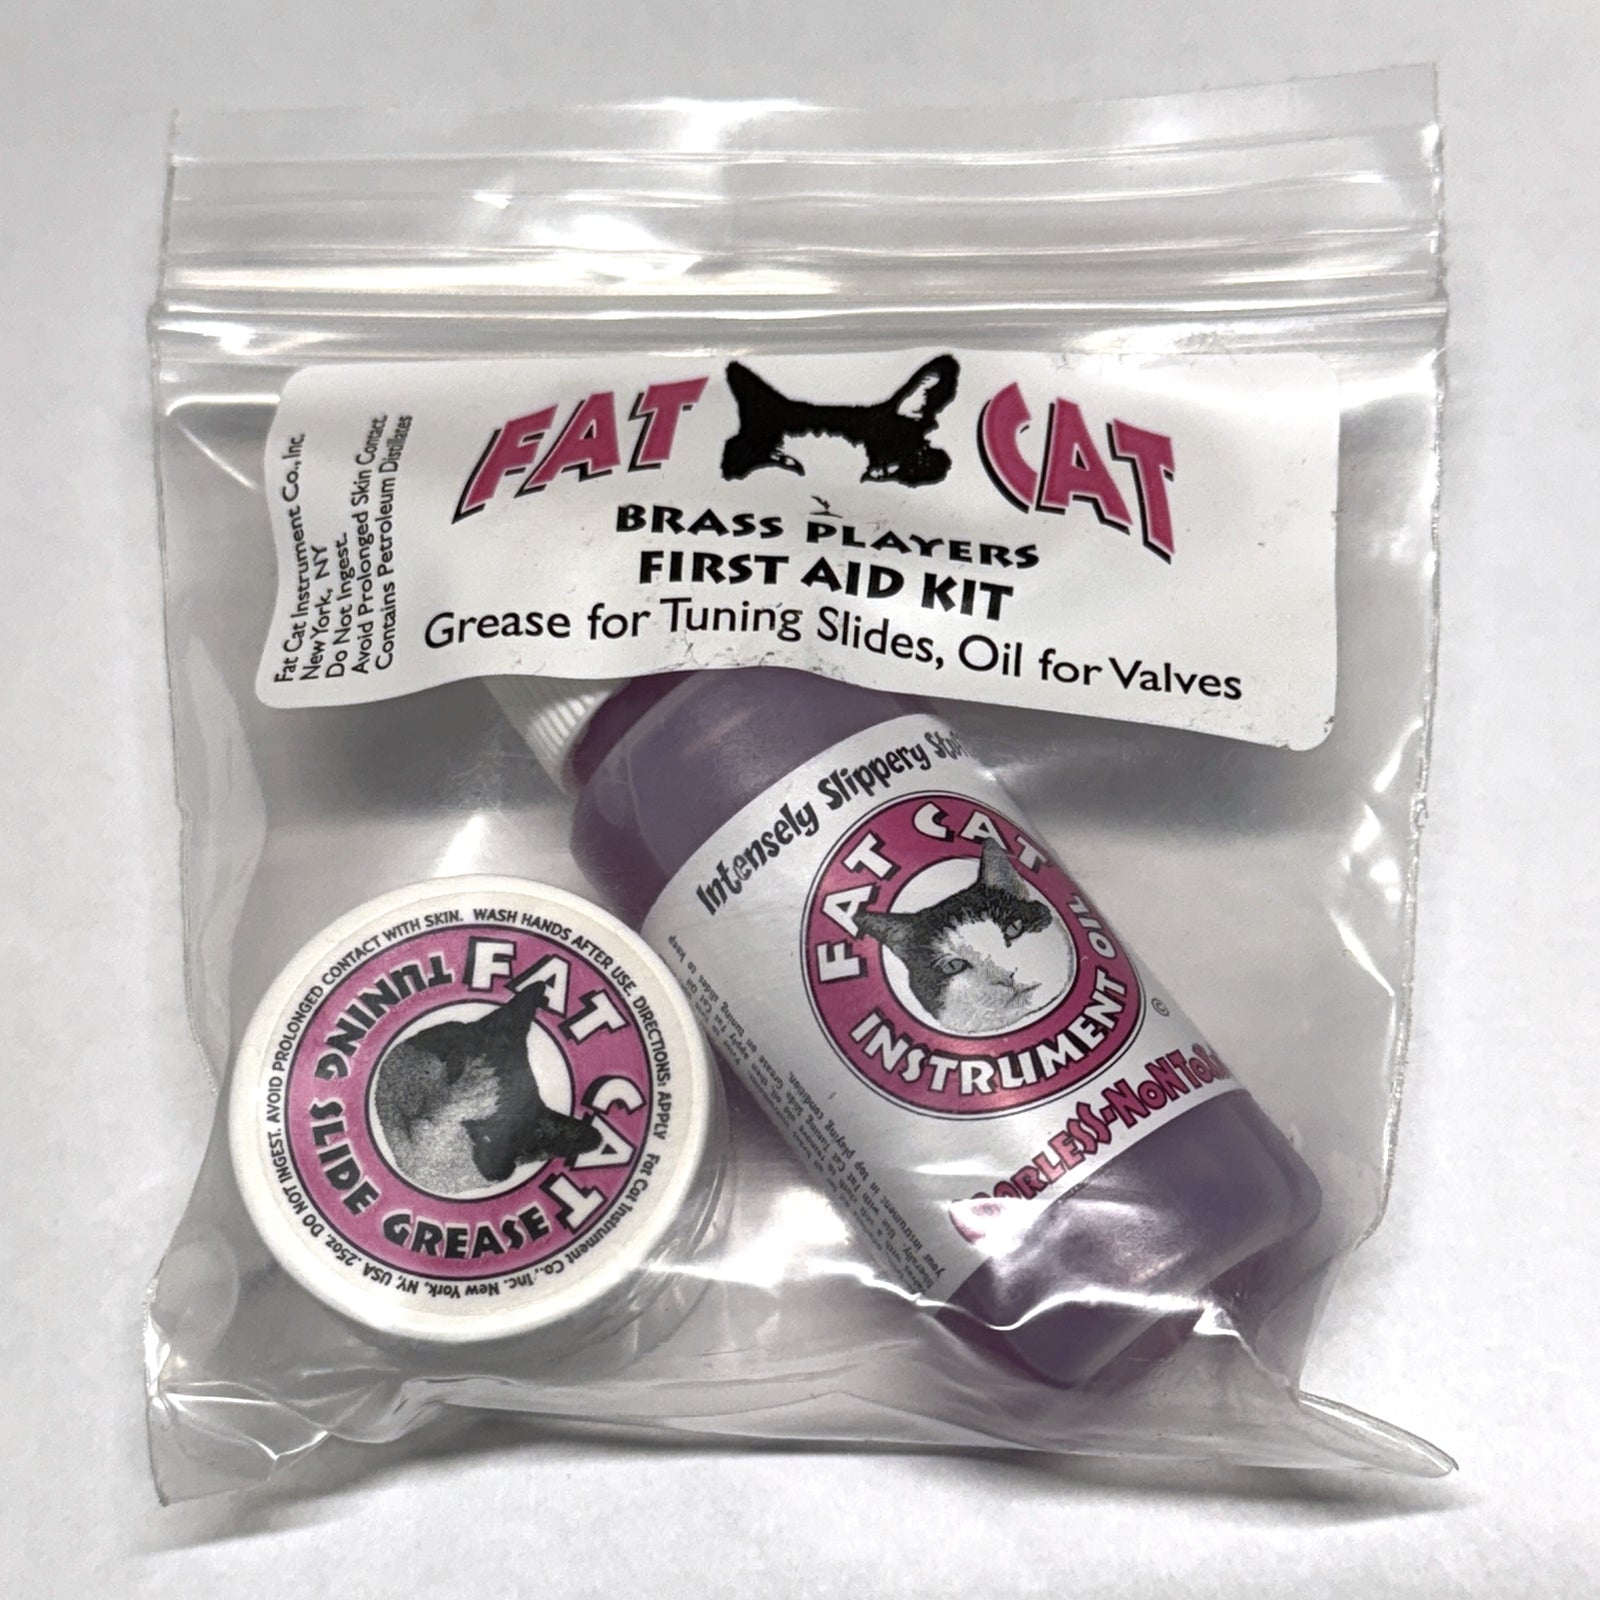 FAT CAT
BRASS PLAYERS
FIRST AID KIT
Grease for Tuning Slides, Oil for Valves
Fat Cat Instrument Co., Inc.
New York, NY
Do Not Ingest.
Avoid Prolonged Skin Contact.
Contains Petroleum Distillates
Intensely Slippery
FAT CAT
INSTRUMENT OIL
©
FAT CAT
TUNING SLIDE GREASE
DO NOT INGEST. AVOID PROLONGED CONTACT WITH SKIN. WASH HANDS AFTER USE. DIRECTIONS: APPLY
Fat Cat Instrument Co., Inc. New York, NY, USA .25oz.